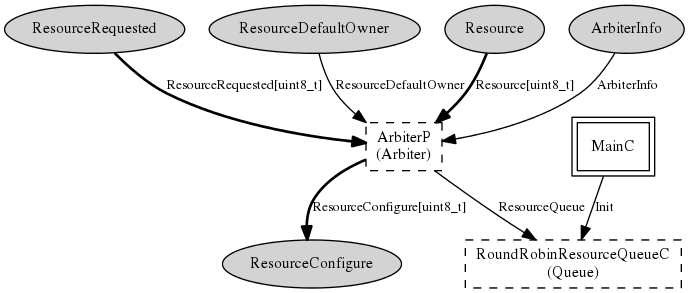 ResourceRequested
ResourceDefaultOwner
Resource
ArbiterInfo
ResourceRequested[uint8_t]
ResourceDefaultOwner
Resource[uint8_t]
ArbiterInfo
ArbiterP
(Arbiter)
MainC
ResourceConfigure[uint8_t]
ResourceQueue
Init
ResourceConfigure
RoundRobinResourceQueueC
(Queue)